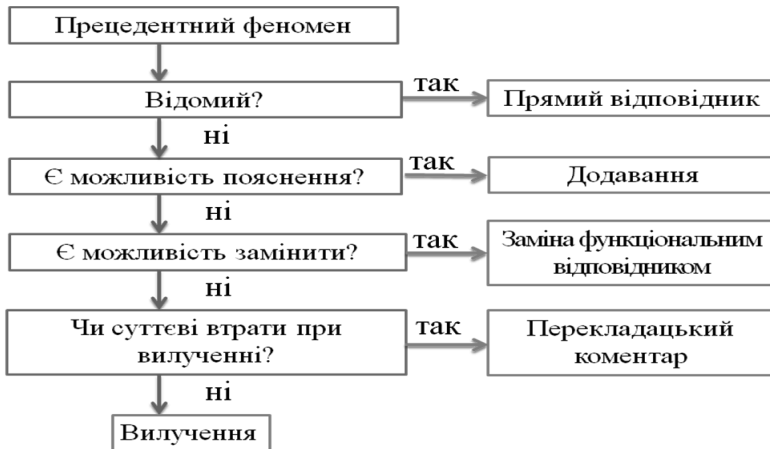 Прецедентний феномен
Відомий?
так
Прямий відповідник
ні
Є можливість пояснення?
так
Додавання
ні
Є можливість замінити?
так
Заміна функціональним
відповідником
ні
Чи суттєві втрати при
вилученні?
так
Перекладацький
коментар
ні
Вилучення